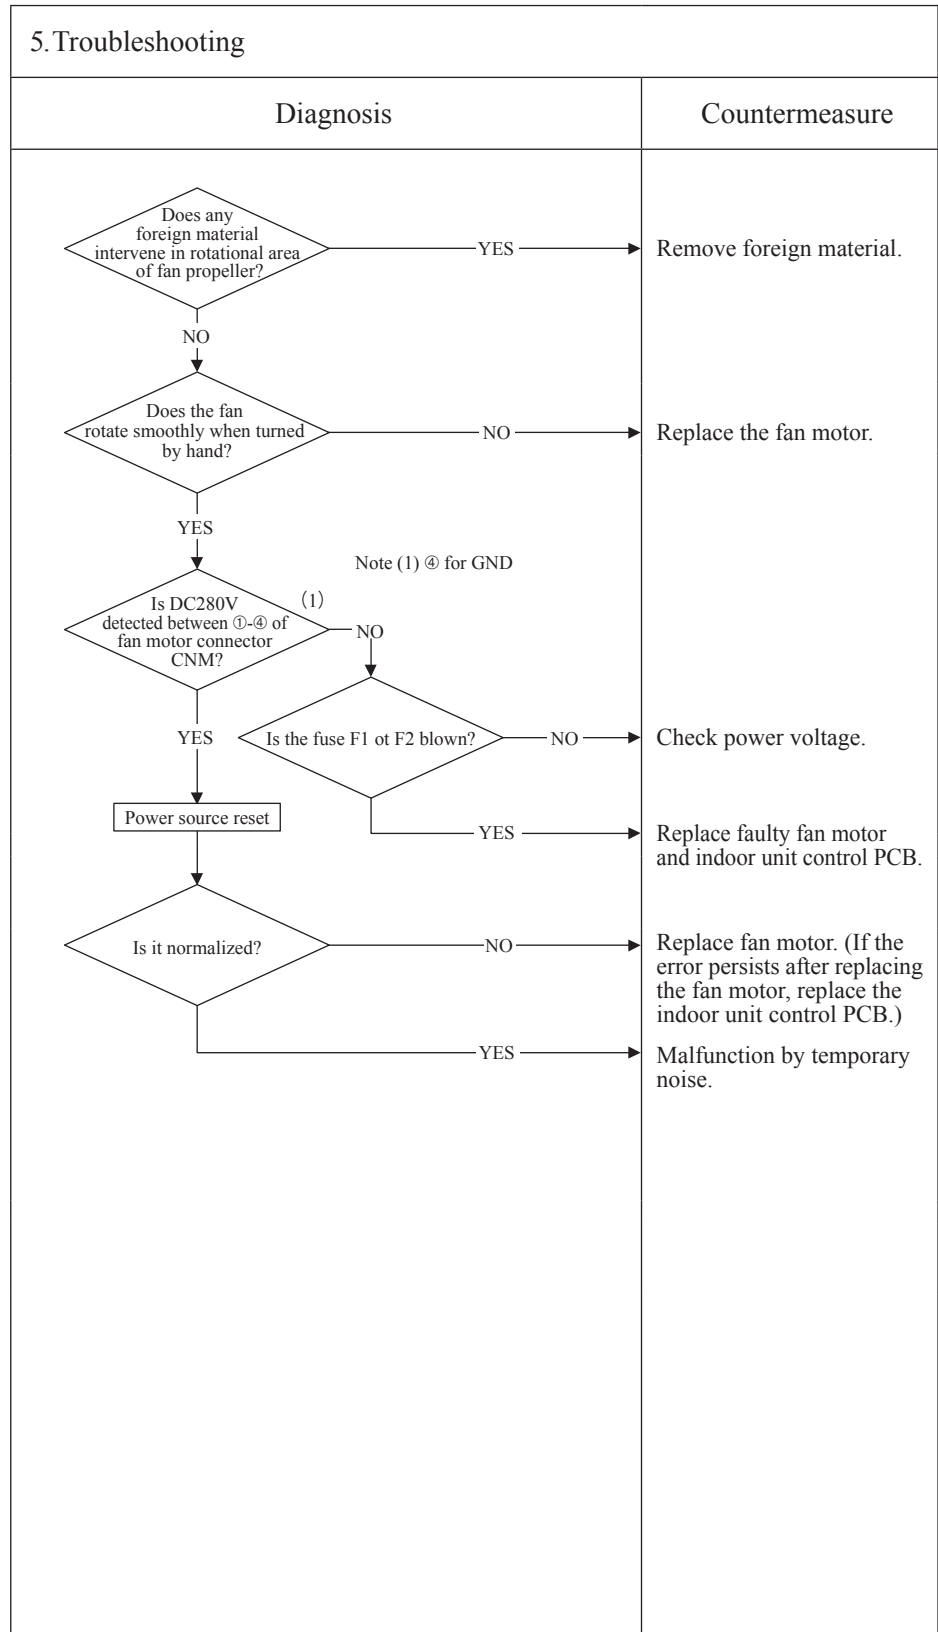 5.Troubleshooting
Diagnosis
Countermeasure
Does any
foreign material
intervene in rotational area
of fan propeller?
YES
Remove foreign material.
NO
Does the fan
rotate smoothly when turned
by hand?
NO
Replace the fan motor.
YES
Note (1) ④ for GND
Is DC280V
detected between ①-④ of
fan motor connector
CNM?
(1)
NO
YES
Is the fuse F1 ot F2 blown?
NO
Check power voltage.
Power source reset
YES
Replace faulty fan motor
and indoor unit control PCB.
Is it normalized?
NO
Replace fan motor. (If the
error persists after replacing
the fan motor, replace the
indoor unit control PCB.)
YES
Malfunction by temporary
noise.